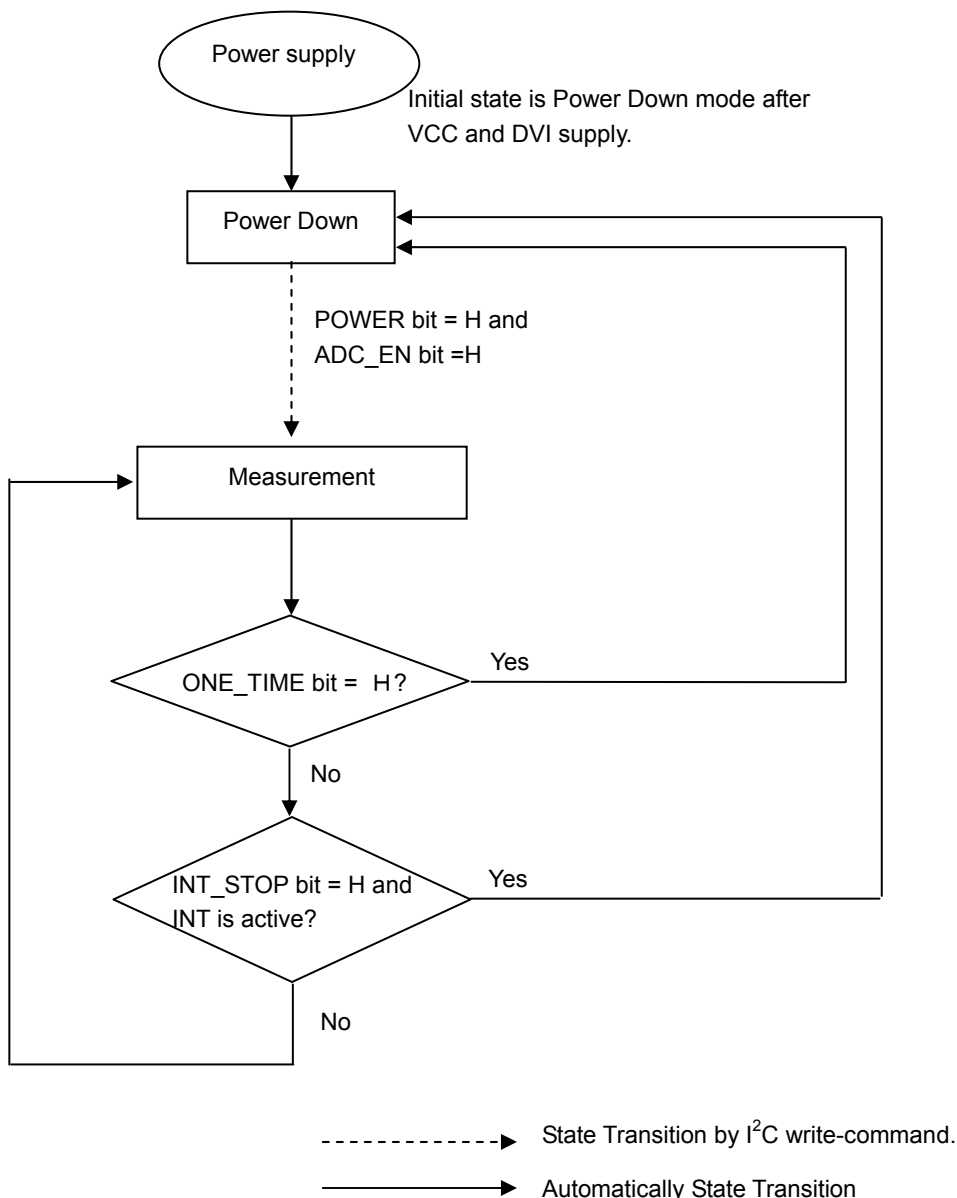 Power supply
Initial state is Power Down mode after
VCC and DVI supply.
Power Down
POWER bit = H and
ADC_EN bit =H
Measurement
ONE_TIME bit = H?
Yes
No
INT_STOP bit = H and
INT is active?
Yes
No
State Transition by I²C write-command.
Automatically State Transition